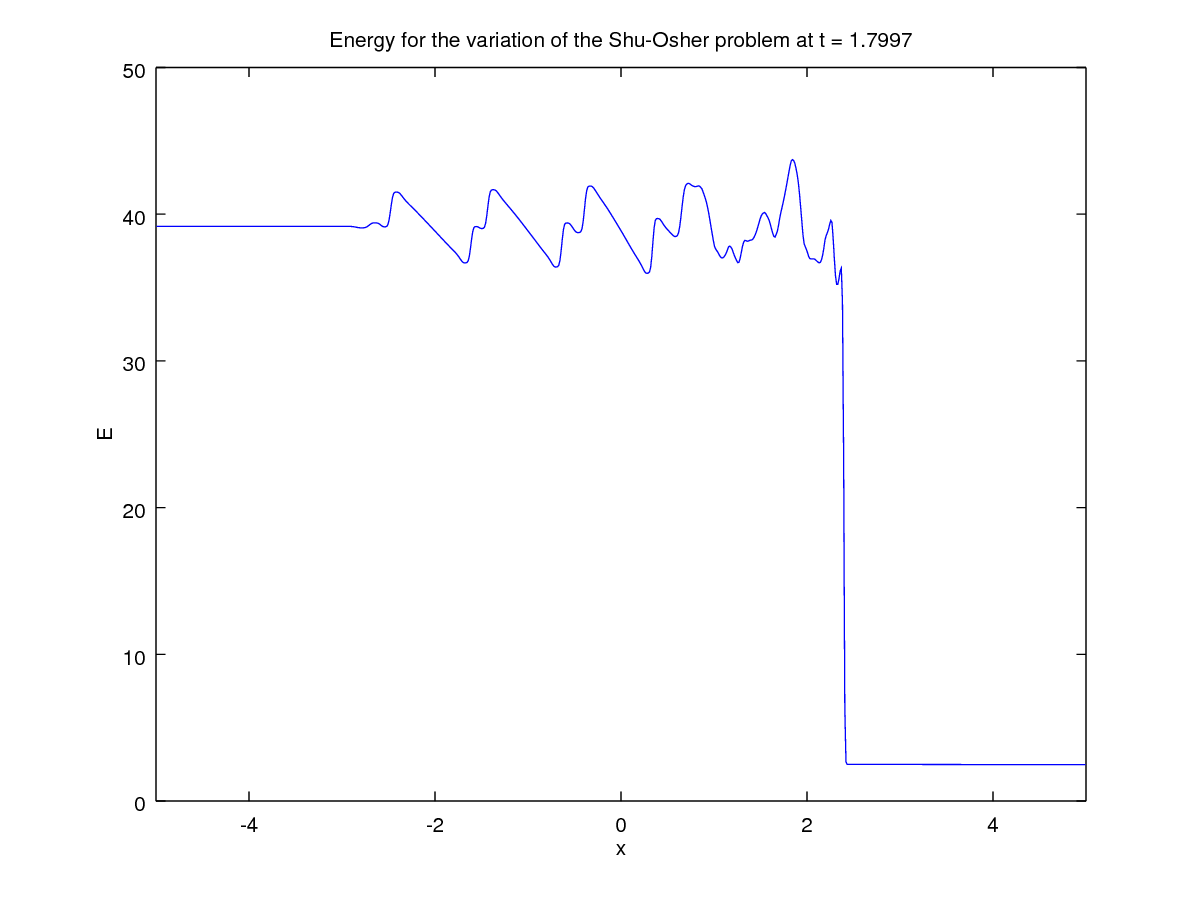 Energy for the variation of the Shu-Osher problem at t = 1.7997
50
40
30
20
10
0
E
-4 -2 0 2 4
x